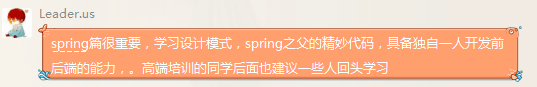 Leader.us
spring篇很重要，学习设计模式，spring之父的精妙代码，具备独自一人开发前
后端的能力，。高端培训的同学后面也建议一些人回头学习